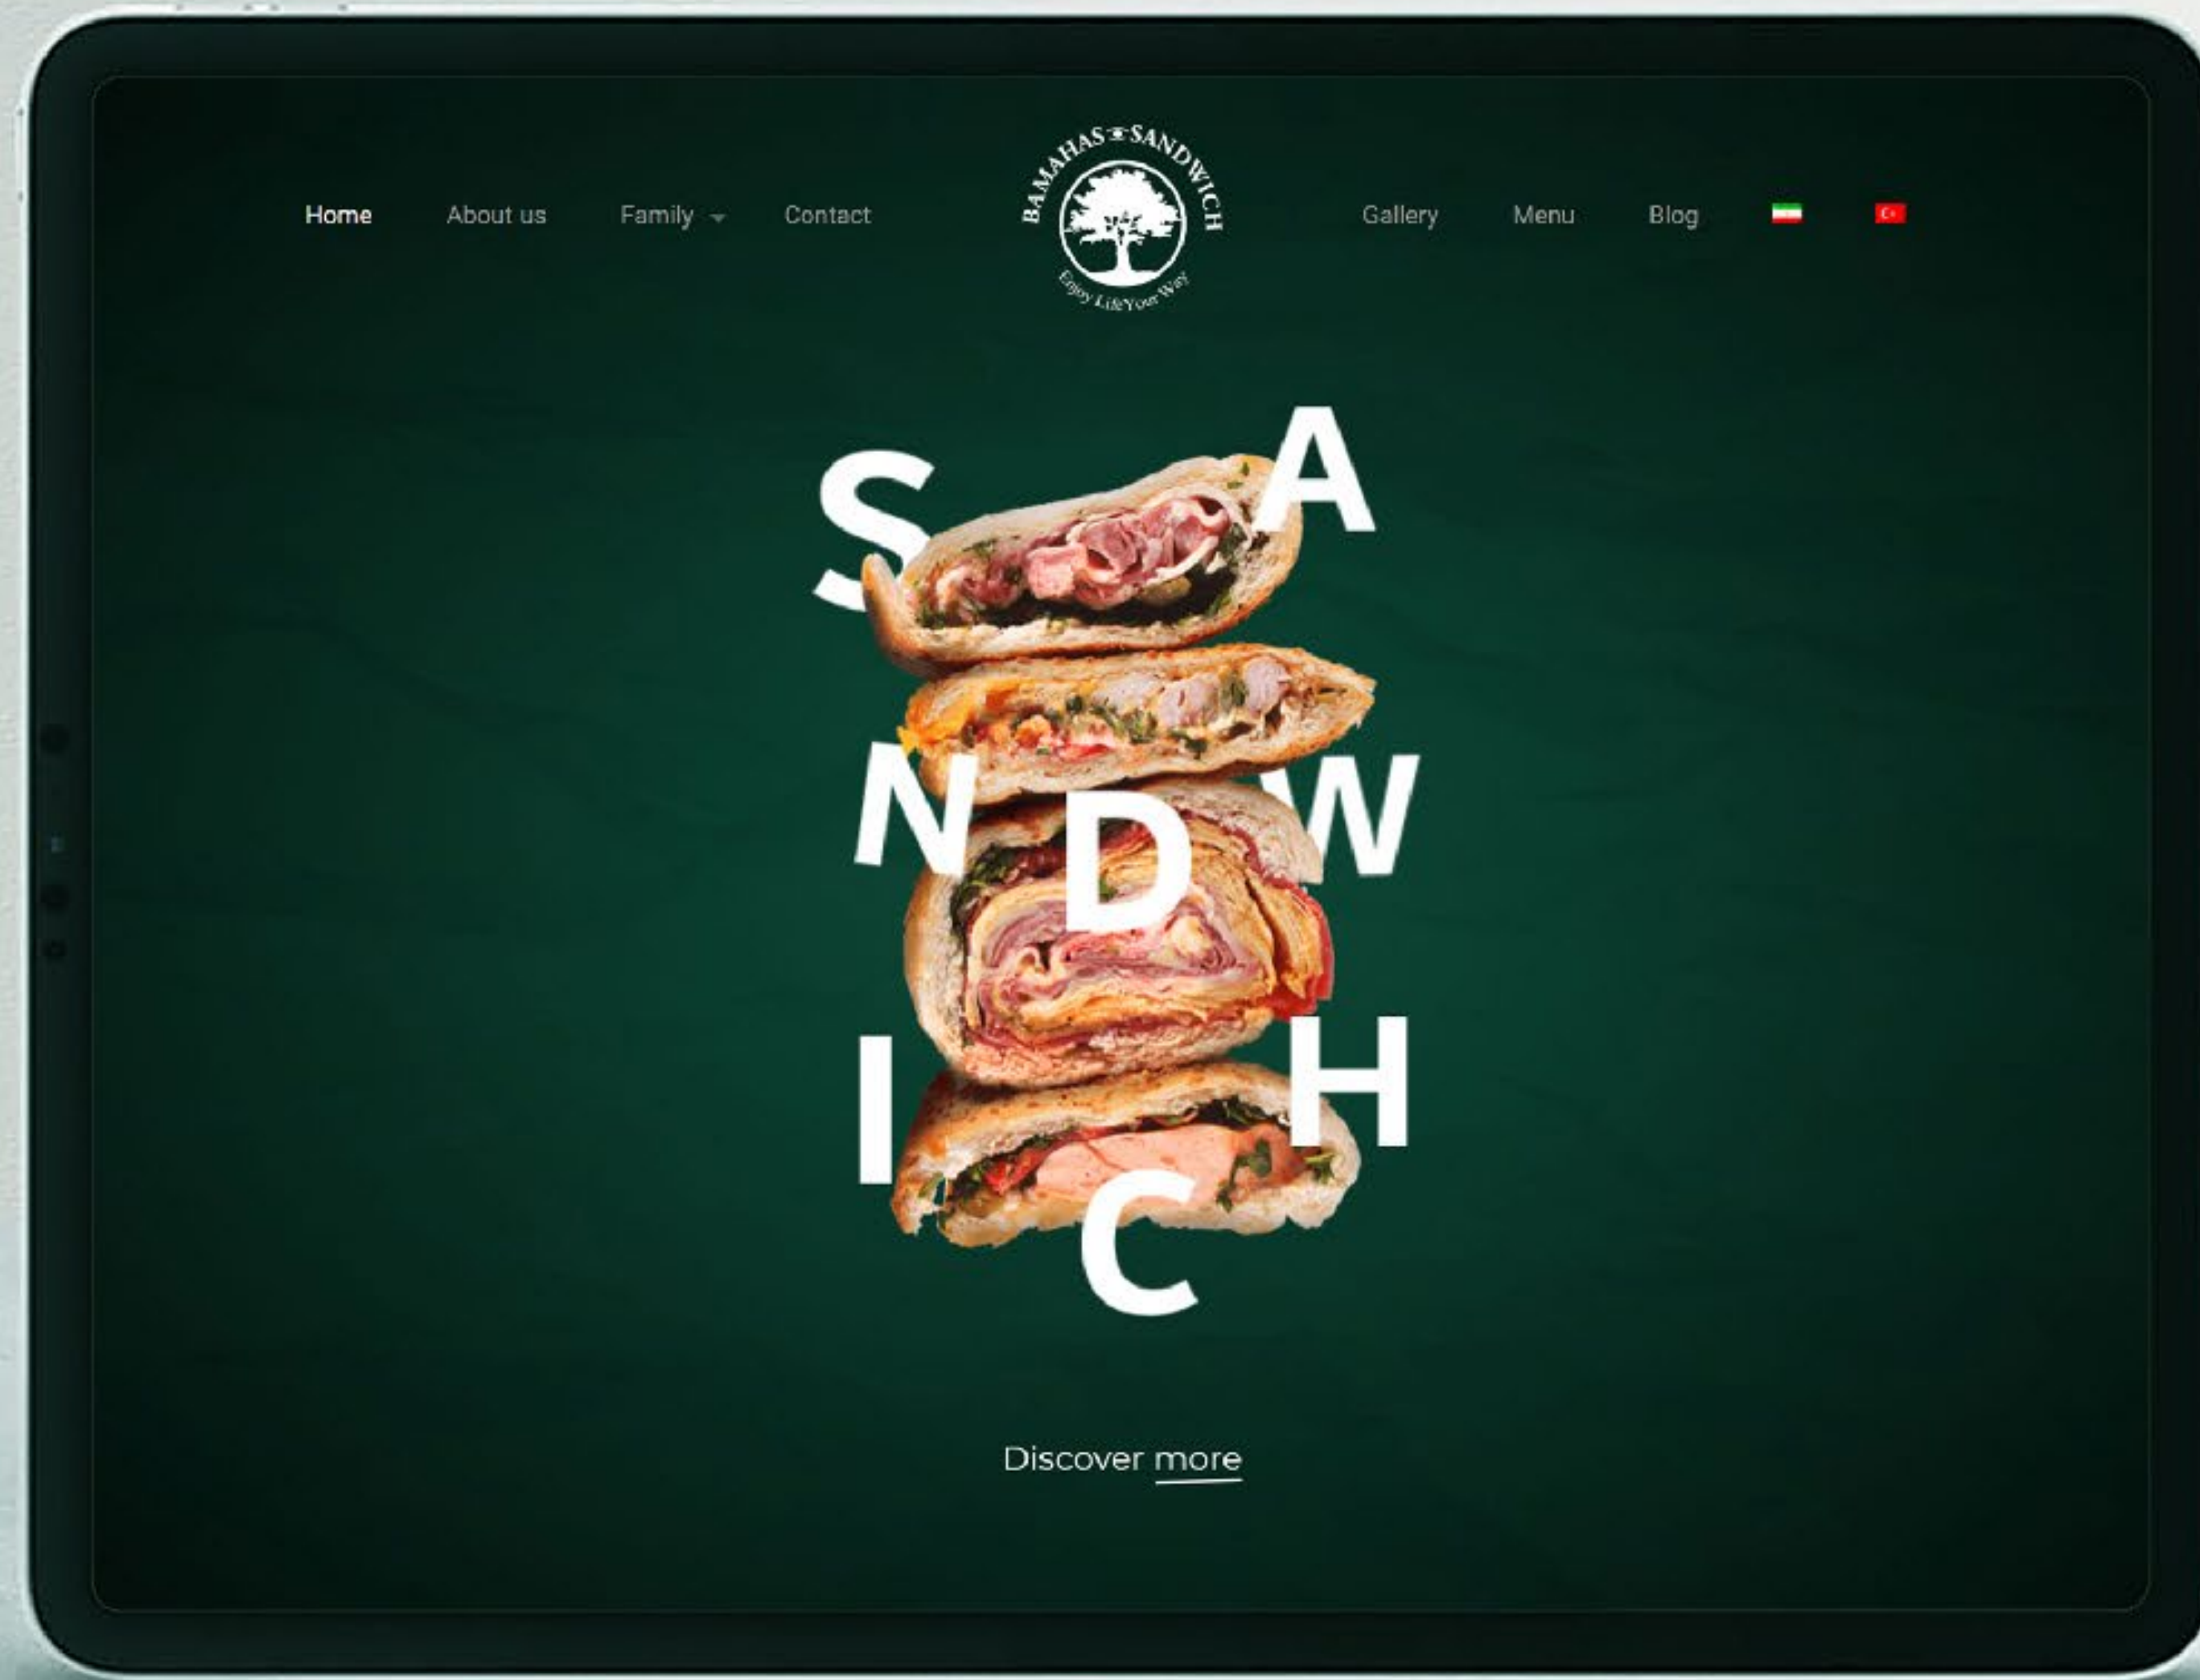 Home About us Family Contact Gallery Menu Blog
BAMAHAS SANDWICH
Enjoy Life Your Way
S A
N D W
I H
C
Discover more